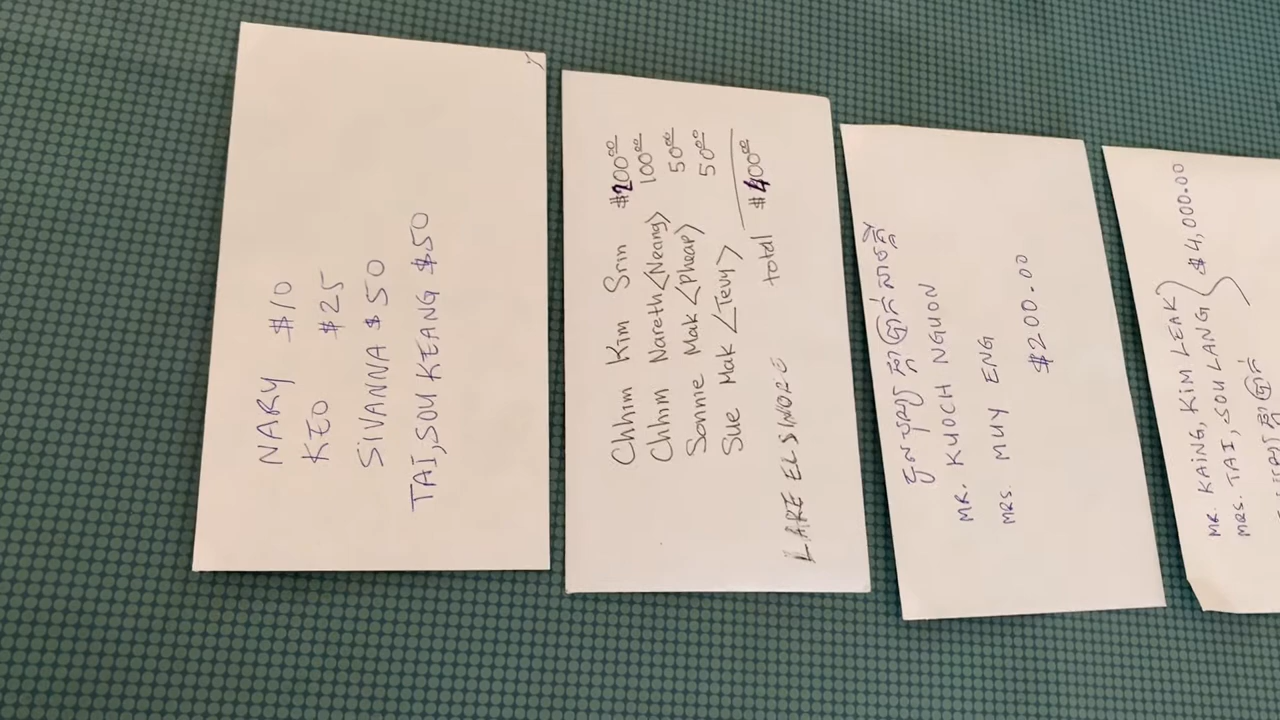 NARY $10
KEO $25
SIVANNA $50
TAI, SOU KEANG $50
Chhim Kim Srin $200.00
Chhim Nareth <Neang> 100.00
Sonnie Mak <Pheap> 50.00
Sue Mak <Tevy> 50.00
total $400.00
LAKE ELSINORE
MR. KUOCH NGUON
MRS. MUY ENG
$200.00
MR. KAING, KIM LEAK
$4,000.00
MRS. TAI, SOU LANG